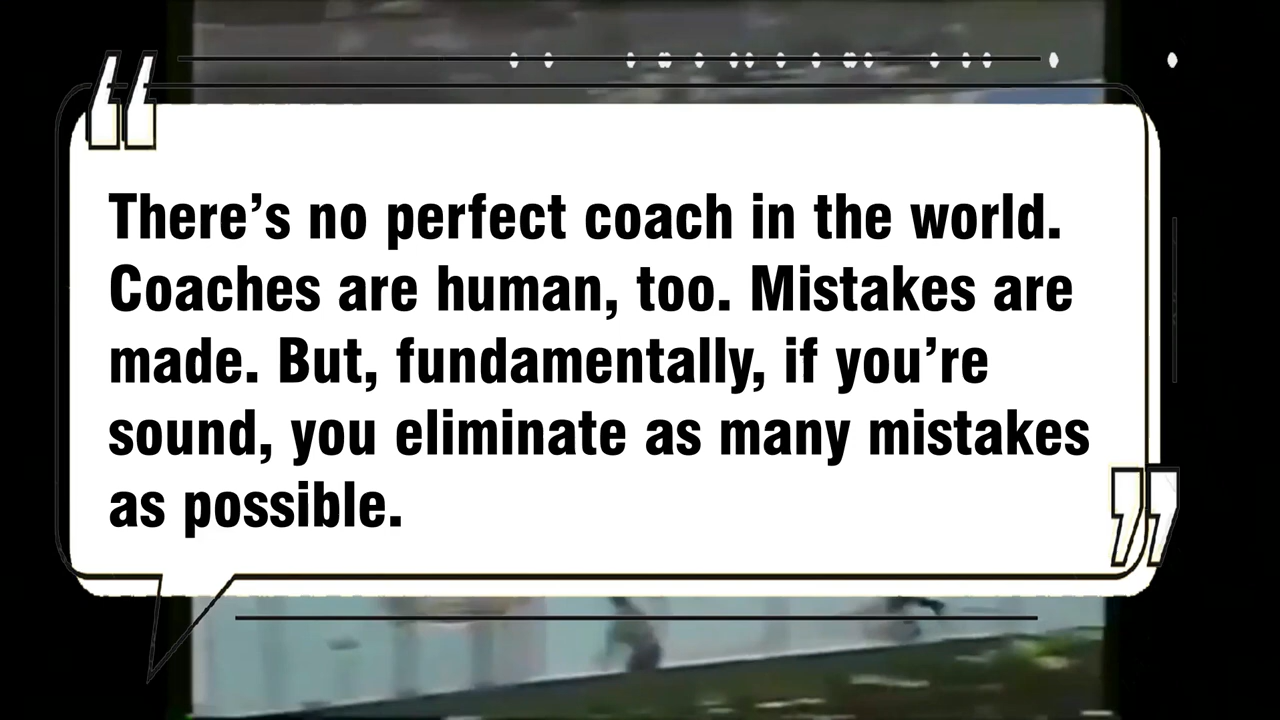 There’s no perfect coach in the world.
Coaches are human, too. Mistakes are
made. But, fundamentally, if you’re
sound, you eliminate as many mistakes
as possible.